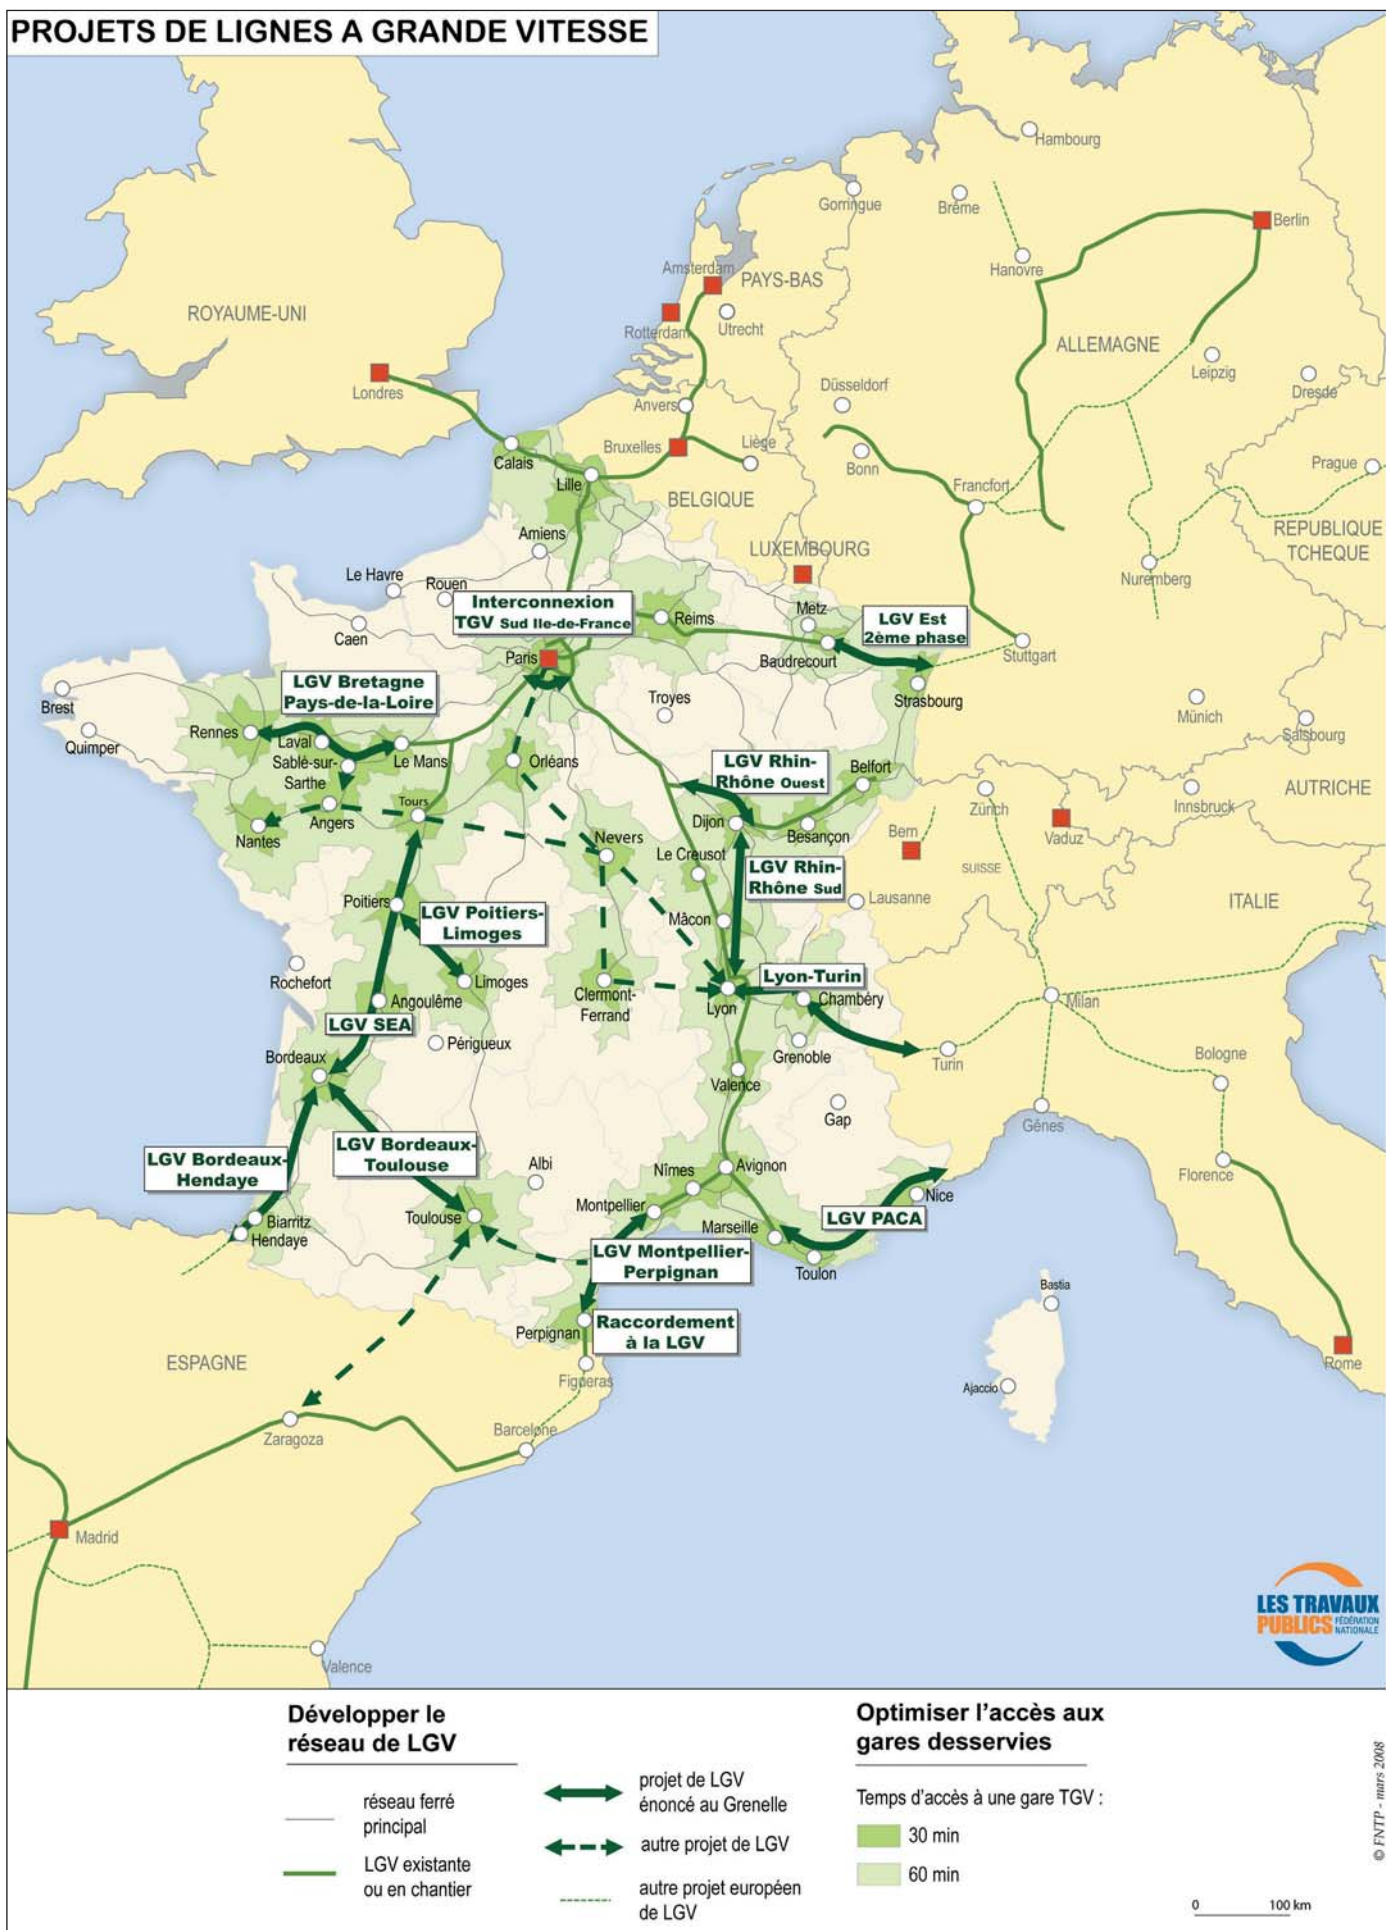 PROJETS DE LIGNES A GRANDE VITESSE
Hambourg
Gorringue
Brême
Berlin
Hanovre
Amsterdam
PAYS-BAS
ROYAUME-UNI
Rotterdam
Utrecht
ALLEMAGNE
Leipzig
Londres
Düsseldorf
Dresde
Anvers
Bruxelles
Liège
Calais
Bonn
Prague
Lille
BELGIQUE
Francfort
Amiens
LUXEMBOURG
REPUBLIQUE
TCHEQUE
Le Havre
Rouen
Nuremberg
Interconnexion
TGV Sud Ile-de-France
Reims
Metz
LGV Est
2ème phase
Caen
Paris
Baudrecourt
Stuttgart
LGV Bretagne
Pays-de-la-Loire
Troyes
Strasbourg
Brest
Münich
Quimper
Rennes
Laval
Salsbourg
Sablé-sur-
Sarthe
Le Mans
Orléans
LGV Rhin-
Rhône Ouest
Belfort
AUTRICHE
Tours
Zürich
Innsbruck
Nantes
Angers
Dijon
Besançon
Bern
Vaduz
Nevers
Le Creusot
LGV Rhin-
Rhône Sud
SUISSE
Poitiers
LGV Poitiers-
Limoges
Mâcon
Lausanne
ITALIE
Rochefort
Limoges
Clermont-
Ferrand
Lyon-Turin
Lyon
Chambéry
Milan
Angoulême
LGV SEA
Périgueux
Grenoble
Turin
Bologne
Bordeaux
Valence
Gap
Gênes
LGV Bordeaux-
Hendaye
LGV Bordeaux-
Toulouse
Albi
Nîmes
Avignon
Florence
Montpellier
Nice
Biarritz
Hendaye
Toulouse
Marseille
LGV PACA
LGV Montpellier-
Perpignan
Toulon
Bastia
Perpignan
Raccordement
à la LGV
ESPAGNE
Figueras
Rome
Ajaccio
Zaragoza
Barcelone
Madrid
Valence
LES TRAVAUX
PUBLICS FÉDÉRATION
NATIONALE
Développer le
réseau de LGV
réseau ferré
principal
LGV existante
ou en chantier
projet de LGV
énoncé au Grenelle
autre projet de LGV
autre projet européen
de LGV
Optimiser l'accès aux
gares desservies
Temps d'accès à une gare TGV :
30 min
60 min
0 100 km
© FNTP - mars 2008